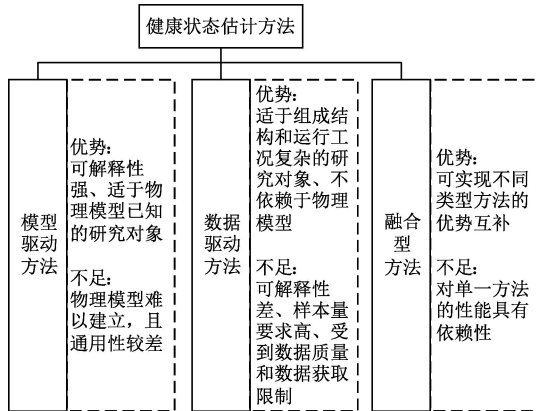 健康状态估计方法
模型
驱动
方法
优势：
可解释性
强、适于物
理模型已知
的研究对象
不足：
物理模型难
以建立，且
通用性较差
数据
驱动
方法
优势：
适于组成结
构和运行工
况复杂的研
究对象、不
依赖于物理
模型
不足：
可解释性
差、样本量
要求高、受
到数据质量
和数据获取
限制
融合
型
方法
优势：
可实现不同
类型方法的
优势互补
不足：
对单一方法
的性能具有
依赖性